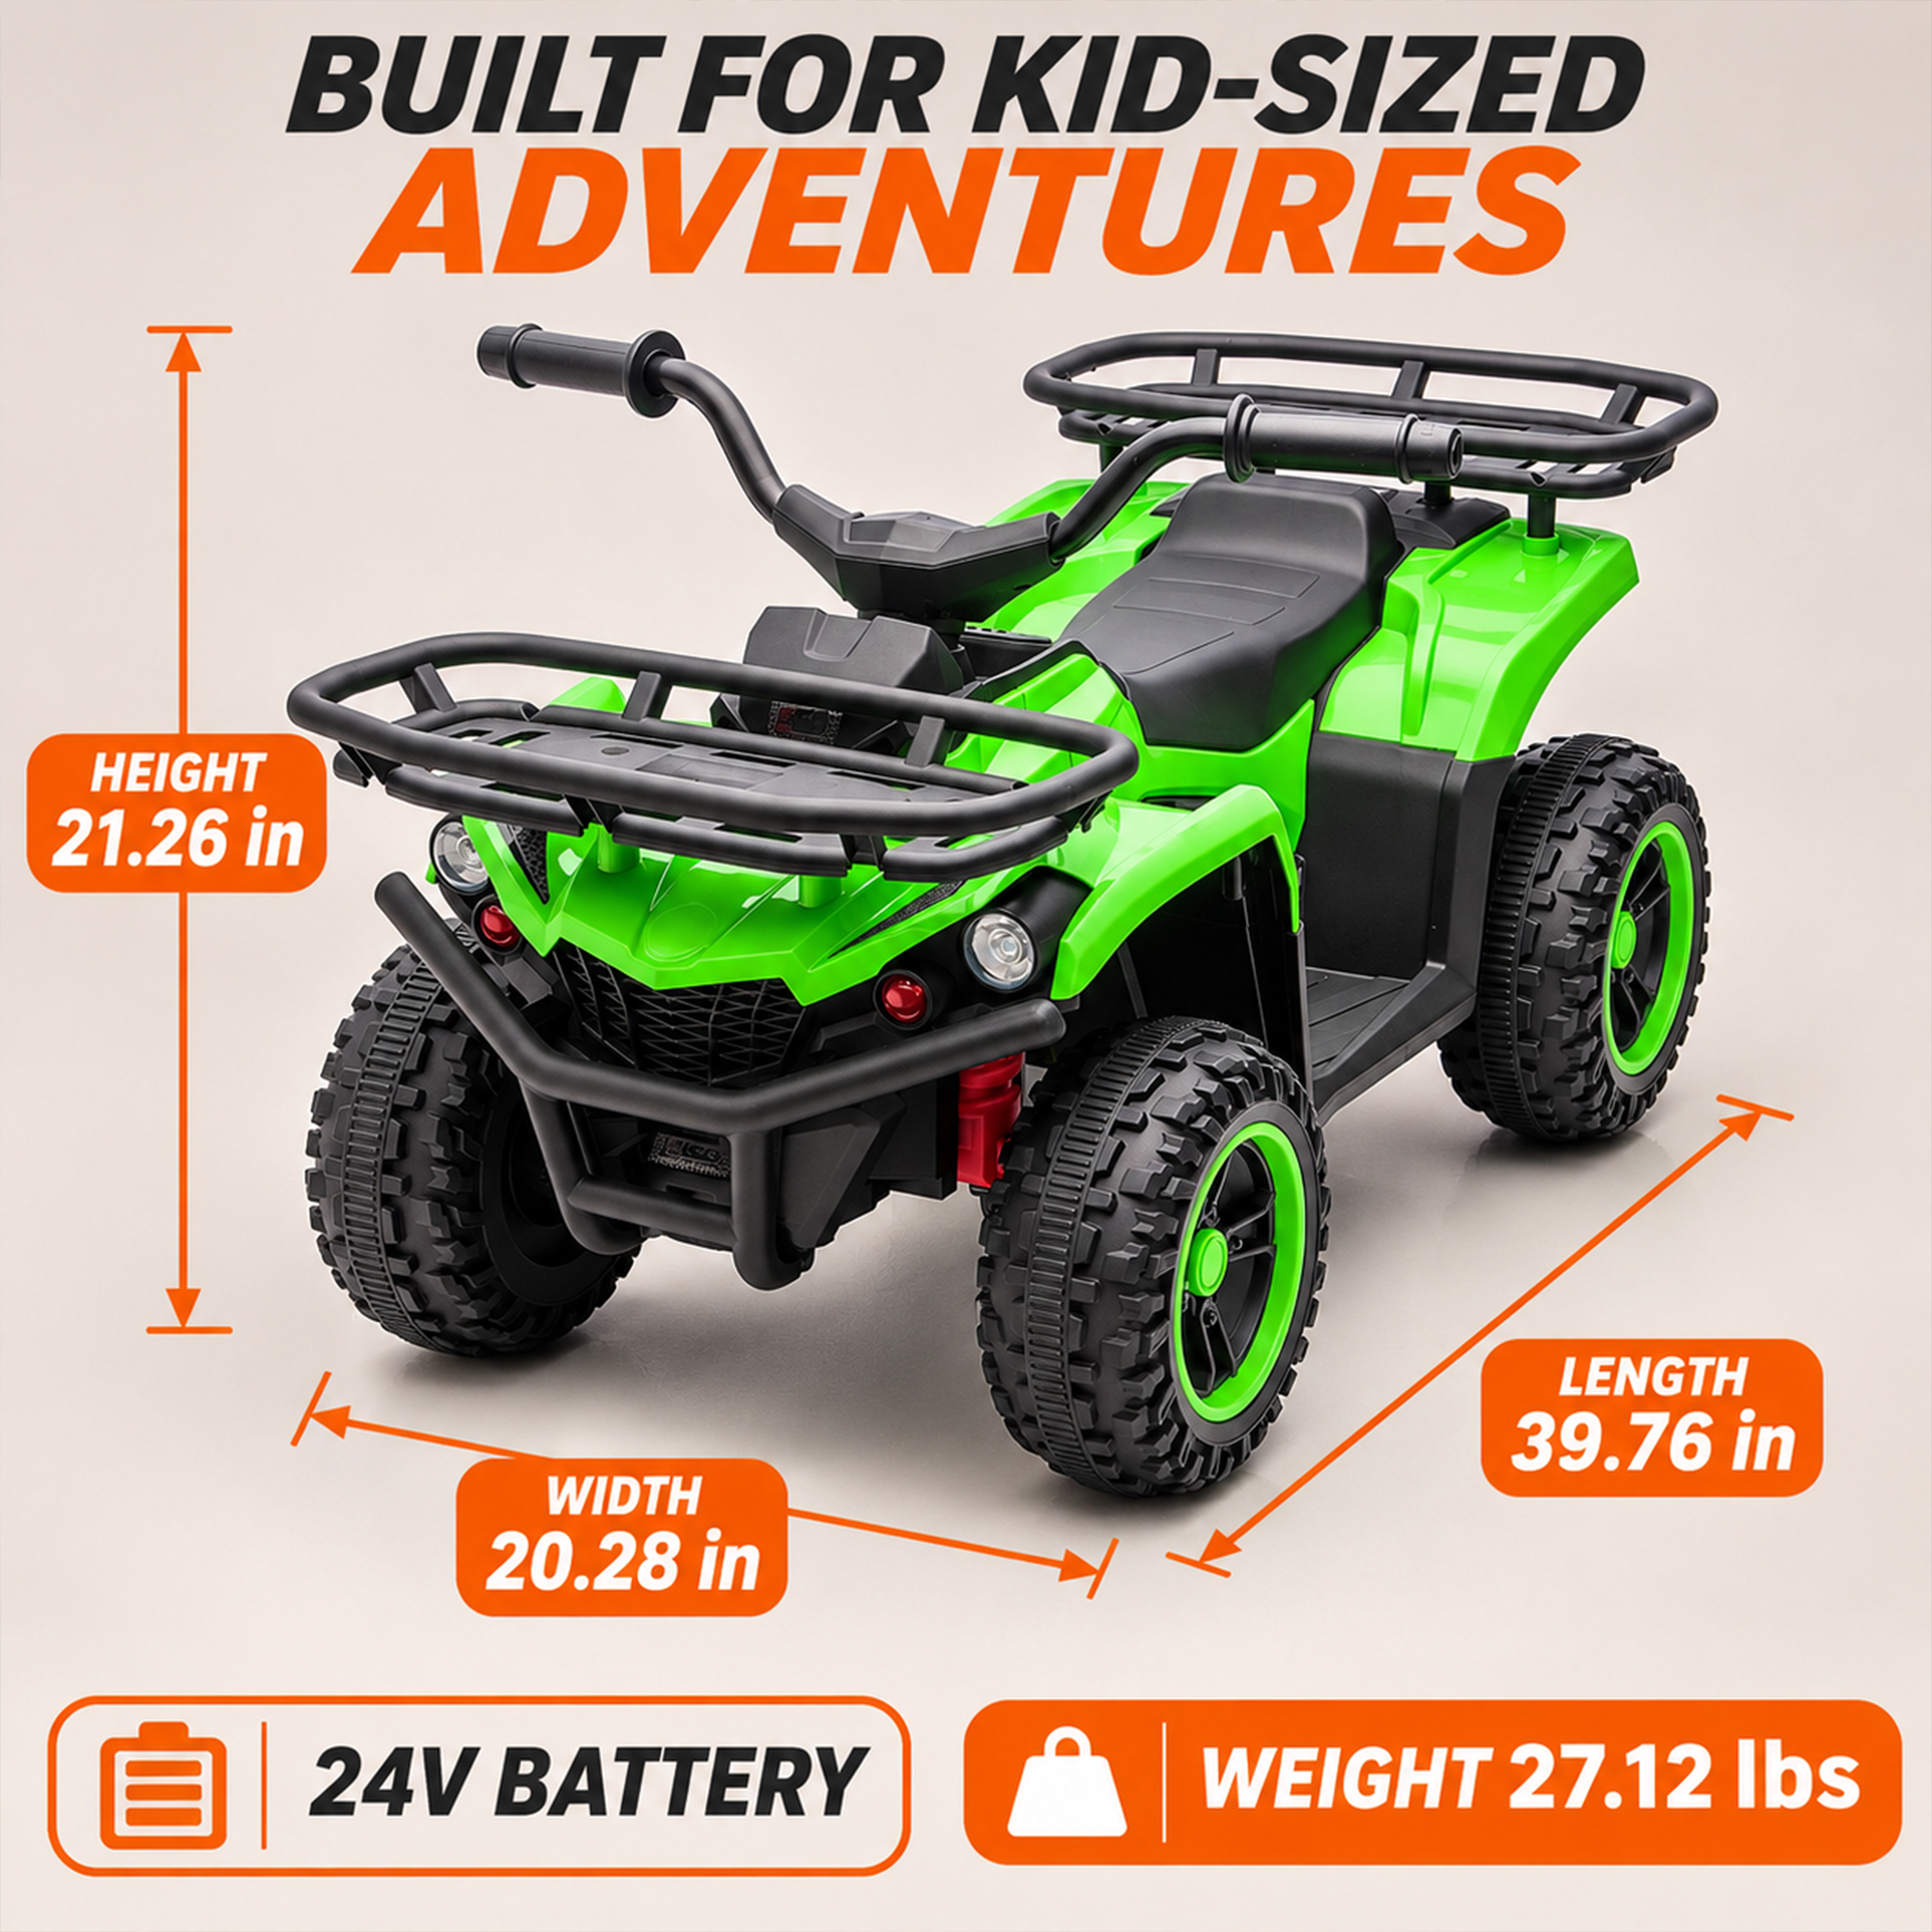 BUILT FOR KID-SIZED
ADVENTURES
HEIGHT
21.26 in
LENGTH
39.76 in
WIDTH
20.28 in
24V BATTERY
WEIGHT 27.12 lbs